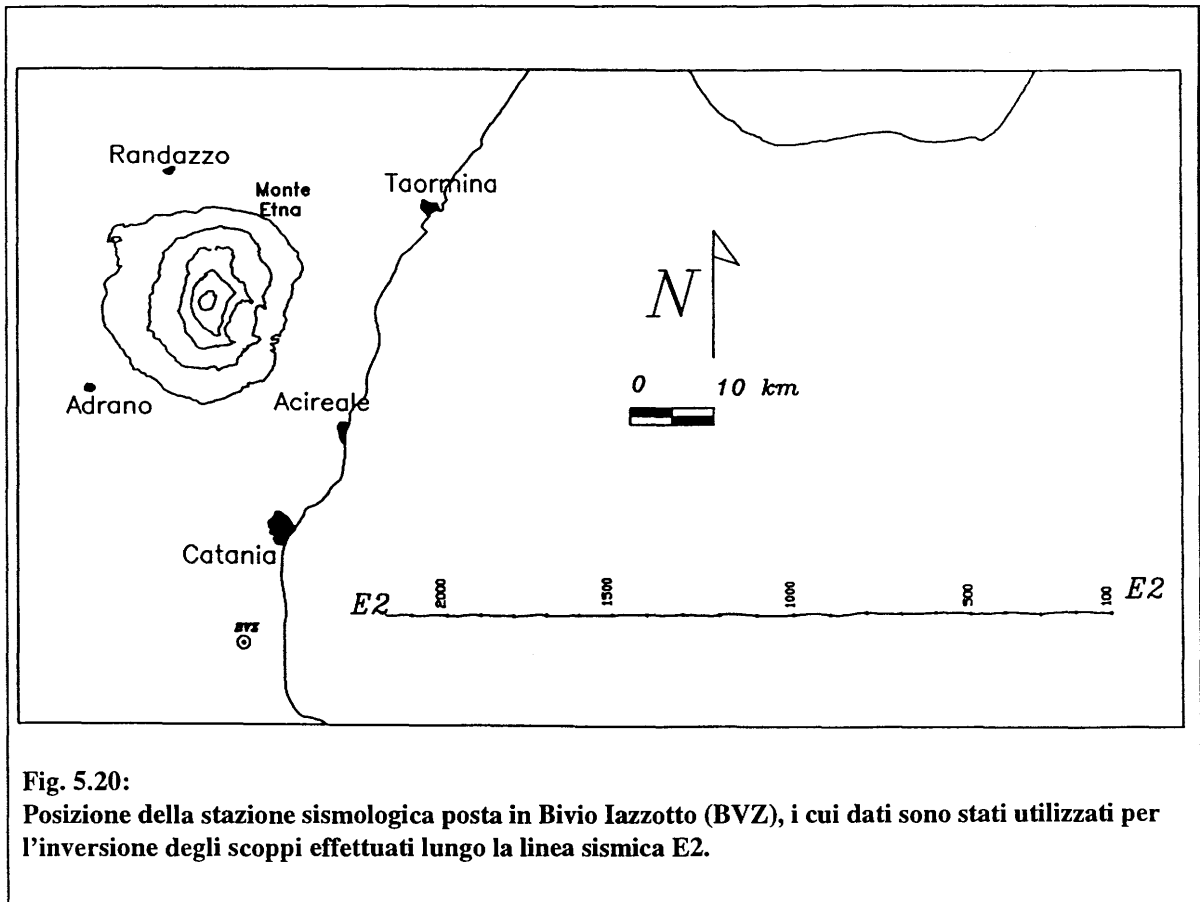 Randazzo
Monte
Etna
Taormina
N
0 10 km
Adrano
Acireale
Catania
E2 2000 1500 1000 500 100 E2
BVZ
Fig. 5.20:
Posizione della stazione sismologica posta in Bivio Iazzotto (BVZ), i cui dati sono stati utilizzati per
l'inversione degli scoppi effettuati lungo la linea sismica E2.